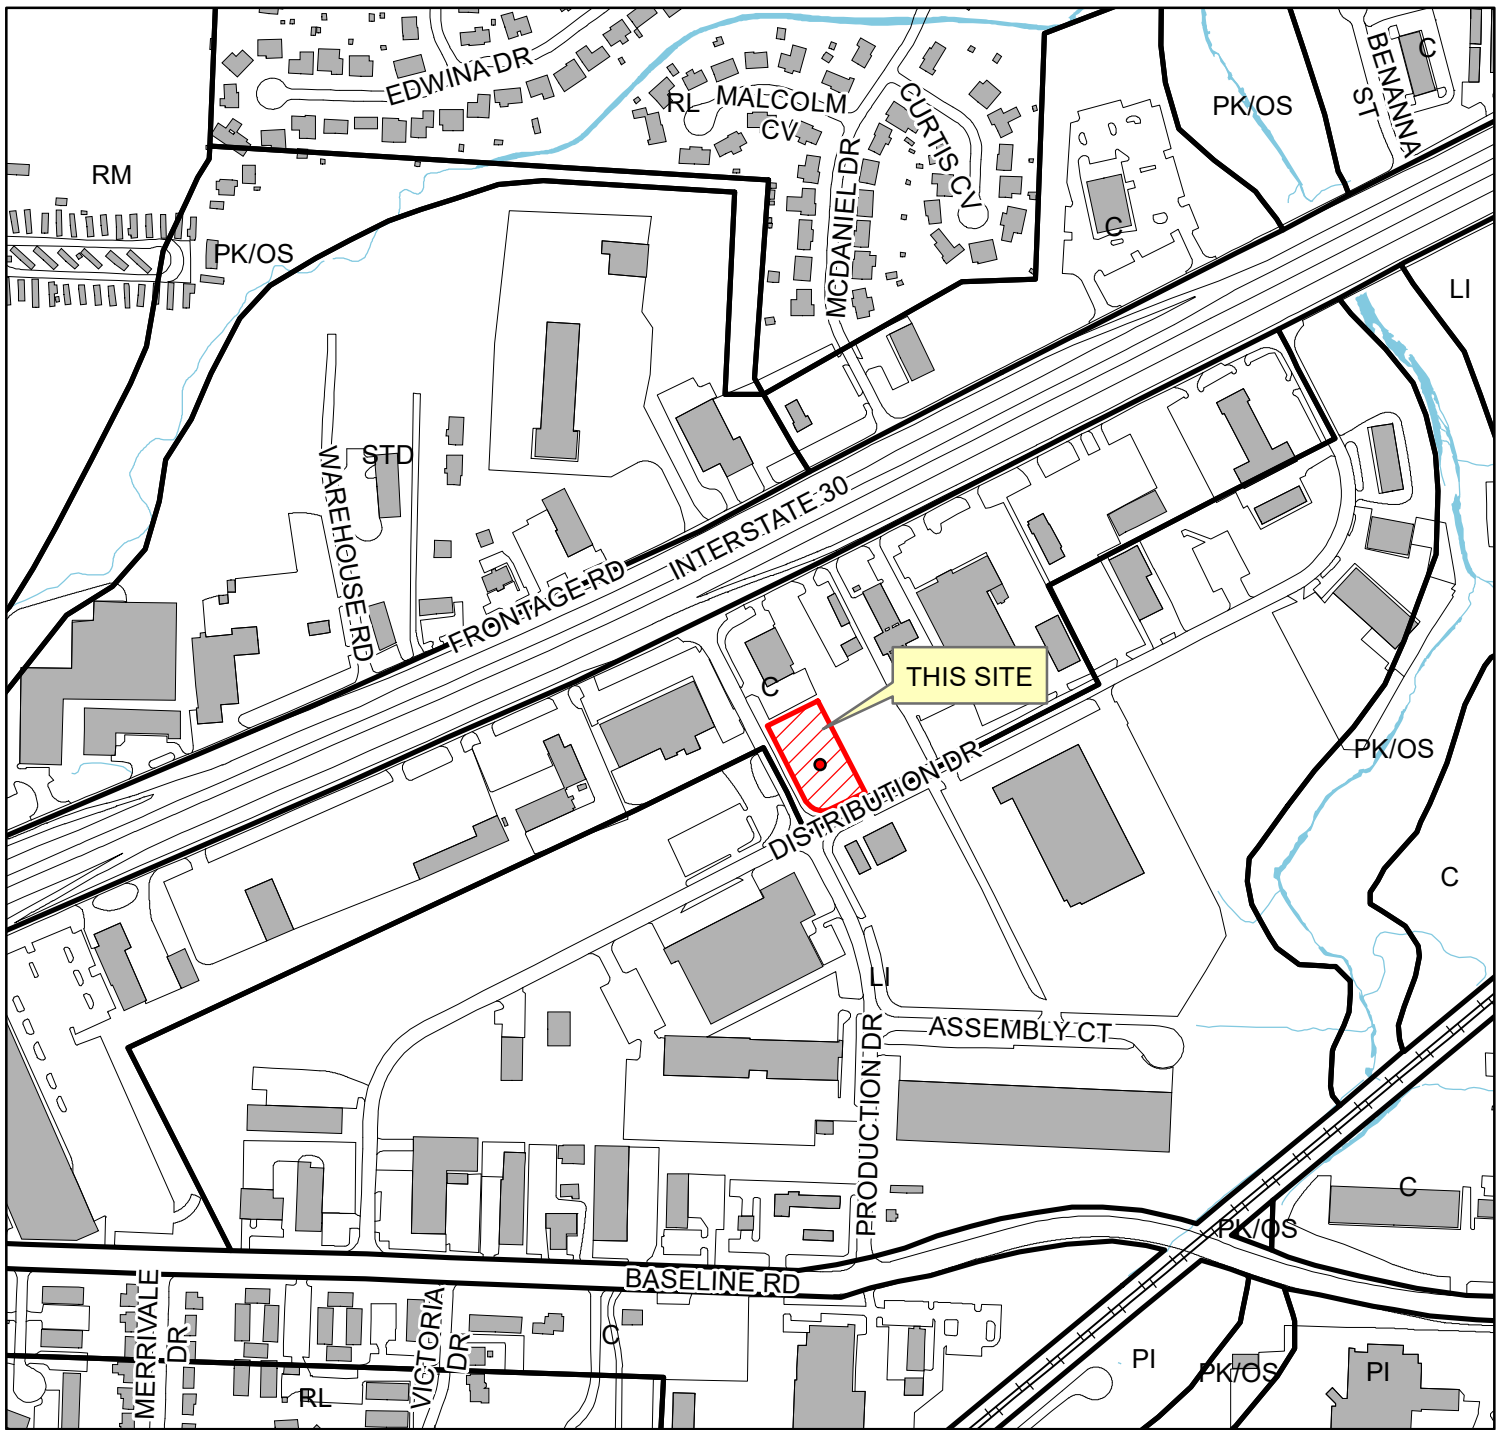 BENANNA
ST
C
EDWINA DR
RL
MALCOLM
CV
CURTIS CV
PK/OS
RM
MCDANIEL DR
C
PK/OS
LI
STD
WAREHOUSE RD
INTERSTATE 30
FRONTAGE RD
THIS SITE
C
PK/OS
DISTRIBUTION DR
C
LI
ASSEMBLY CT
PRODUCTION DR
C
PK/OS
BASELINE RD
MERRIVALE
DR
VICTORIA
DR
C
PI
PK/OS
PI
RL